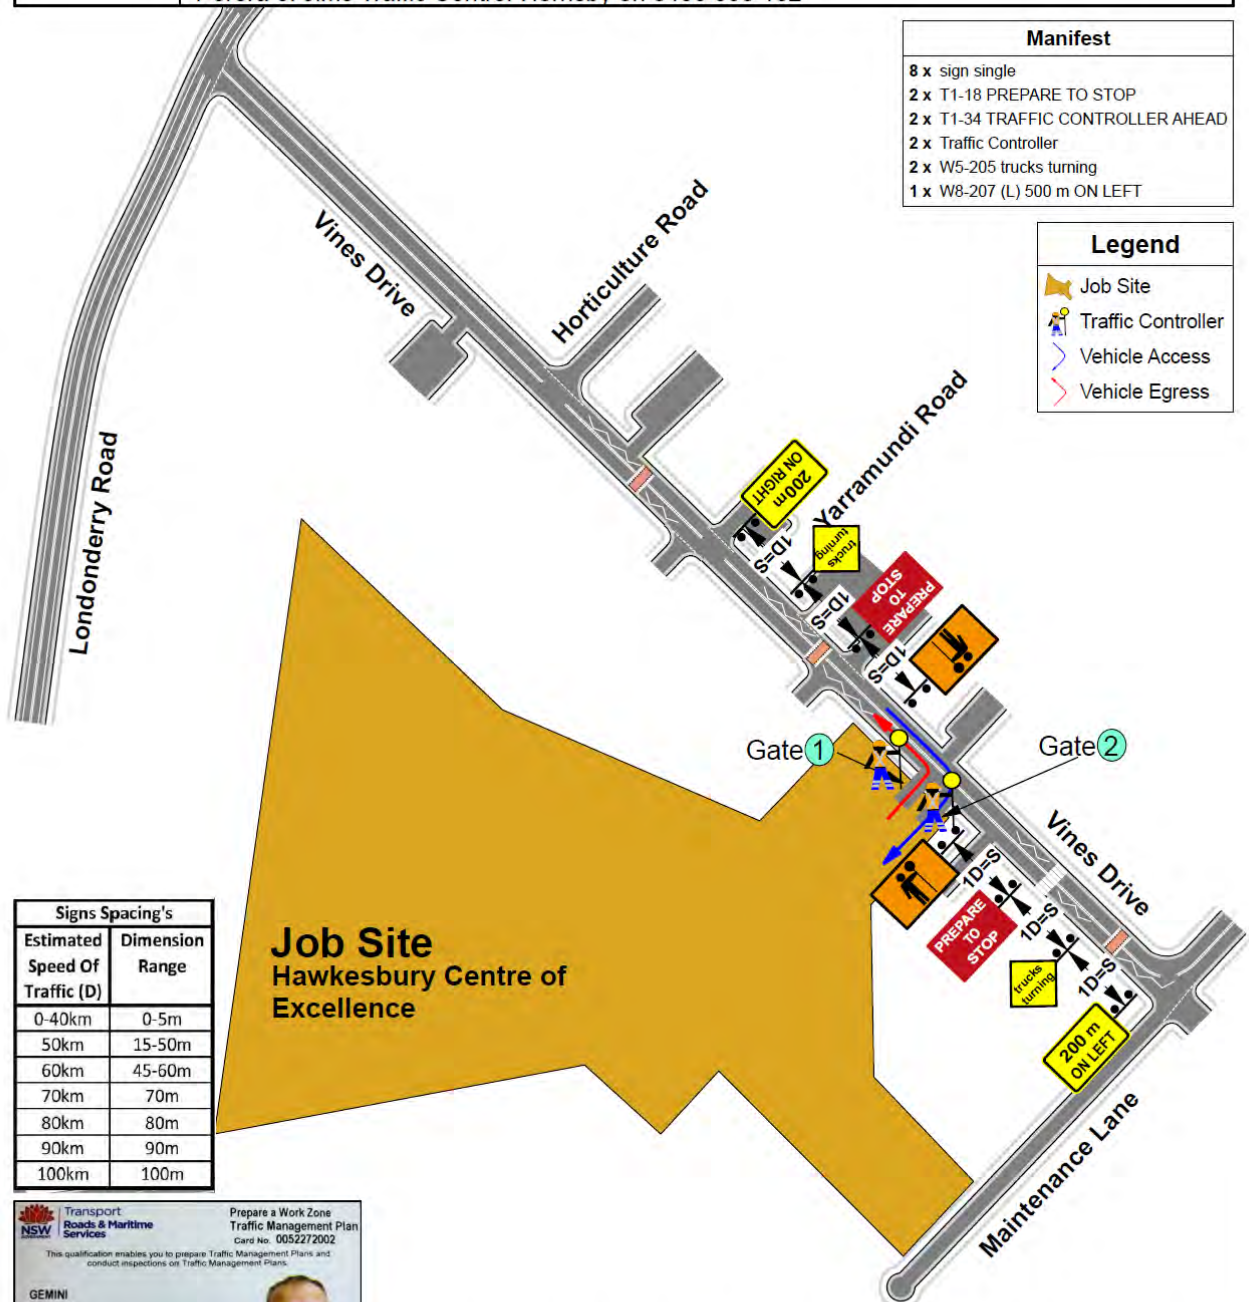 Manifest
8 x sign single
2 x T1-18 PREPARE TO STOP
2 x T1-34 TRAFFIC CONTROLLER AHEAD
2 x Traffic Controller
2 x W5-205 trucks turning
1 x W8-207 (L) 500 m ON LEFT
Legend
Job Site
Traffic Controller
Vehicle Access
Vehicle Egress
Vines Drive
Horticulture Road
Londonderry Road
Yarramundi Road
200m
ON RIGHT
1D=S
trucks
turning
1D=S
PREPARE
TO
STOP
1D=S
Gate 1
Gate 2
Vines Drive
1D=S
PREPARE
TO
STOP
1D=S
trucks
turning
1D=S
200 m
ON LEFT
Maintenance Lane
Job Site
Hawkesbury Centre of
Excellence
Signs Spacing's
Estimated Speed Of Traffic (D) Dimension Range
0-40km 0-5m
50km 15-50m
60km 45-60m
70km 70m
80km 80m
90km 90m
100km 100m
NSW
Transport
Roads & Maritime
Services
Prepare a Work Zone
Traffic Management Plan
Card No. 0052272002
This qualification enables you to prepare Traffic Management Plans and
conduct inspections on Traffic Management Plans.
GEMINI